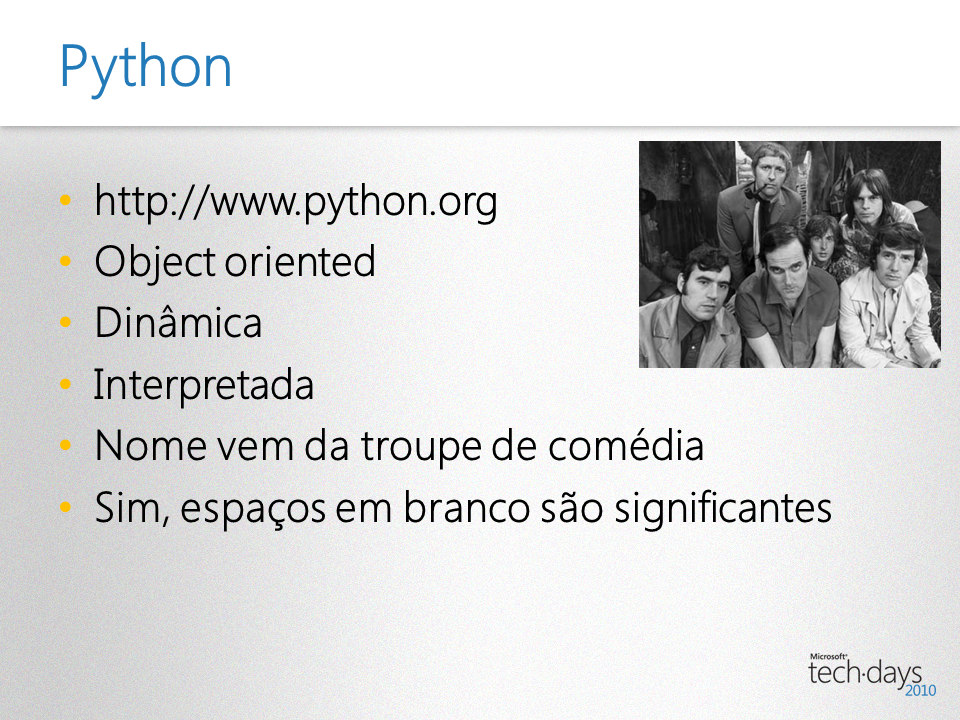 Python
• http://www.python.org
• Object oriented
• Dinâmica
• Interpretada
• Nome vem da troupe de comédia
• Sim, espaços em branco são significantes
Microsoft®
tech·days
2010